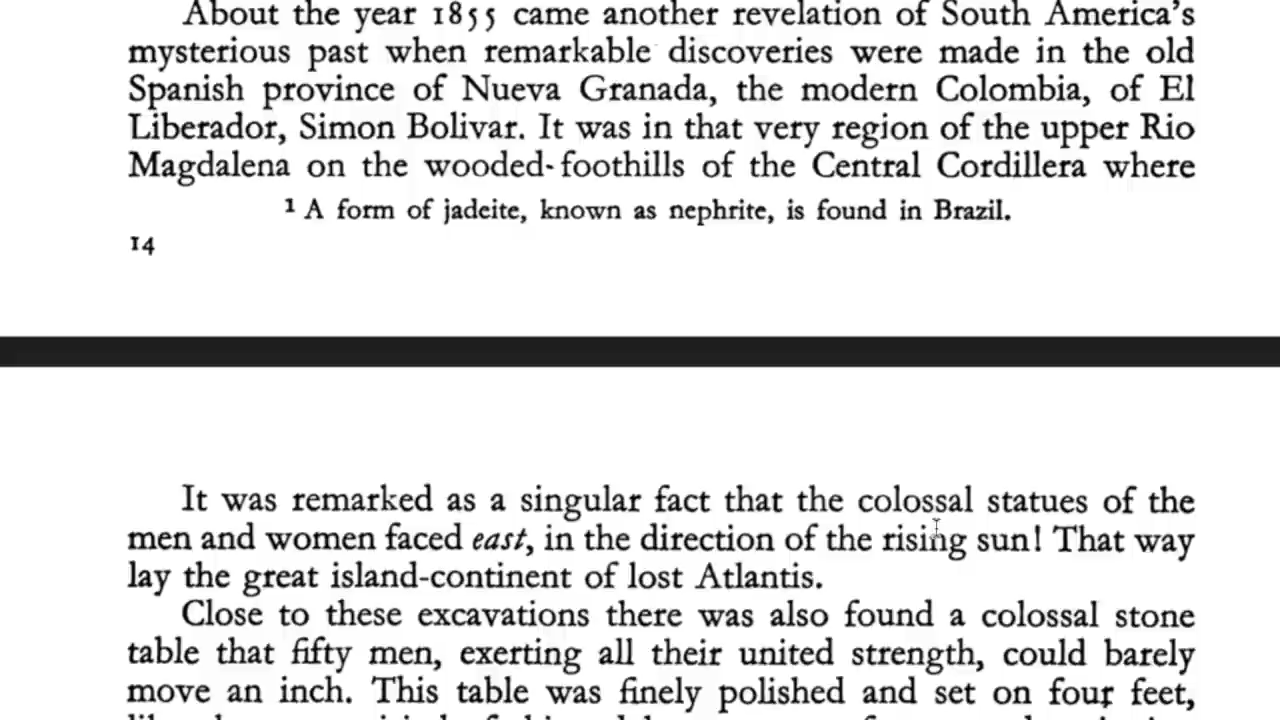 About the year 1855 came another revelation of South America's
mysterious past when remarkable discoveries were made in the old
Spanish province of Nueva Granada, the modern Colombia, of El
Liberador, Simon Bolivar. It was in that very region of the upper Rio
Magdalena on the wooded-foothills of the Central Cordillera where
¹ A form of jadeite, known as nephrite, is found in Brazil.
14
It was remarked as a singular fact that the colossal statues of the
men and women faced east, in the direction of the rising sun! That way
lay the great island-continent of lost Atlantis.
Close to these excavations there was also found a colossal stone
table that fifty men, exerting all their united strength, could barely
move an inch. This table was finely polished and set on four feet,